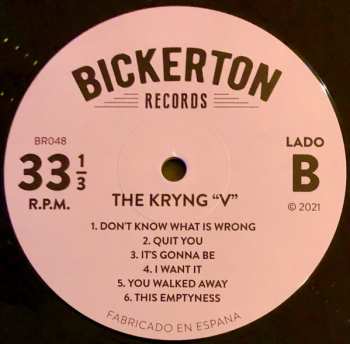 BICKERTON
RECORDS
BR048
33 1/3
R.P.M.
LADO
B
© 2021
THE KRYNG "V"
1. DON'T KNOW WHAT IS WRONG
2. QUIT YOU
3. IT'S GONNA BE
4. I WANT IT
5. YOU WALKED AWAY
6. THIS EMPTYNESS
FABRICADO EN ESPANA